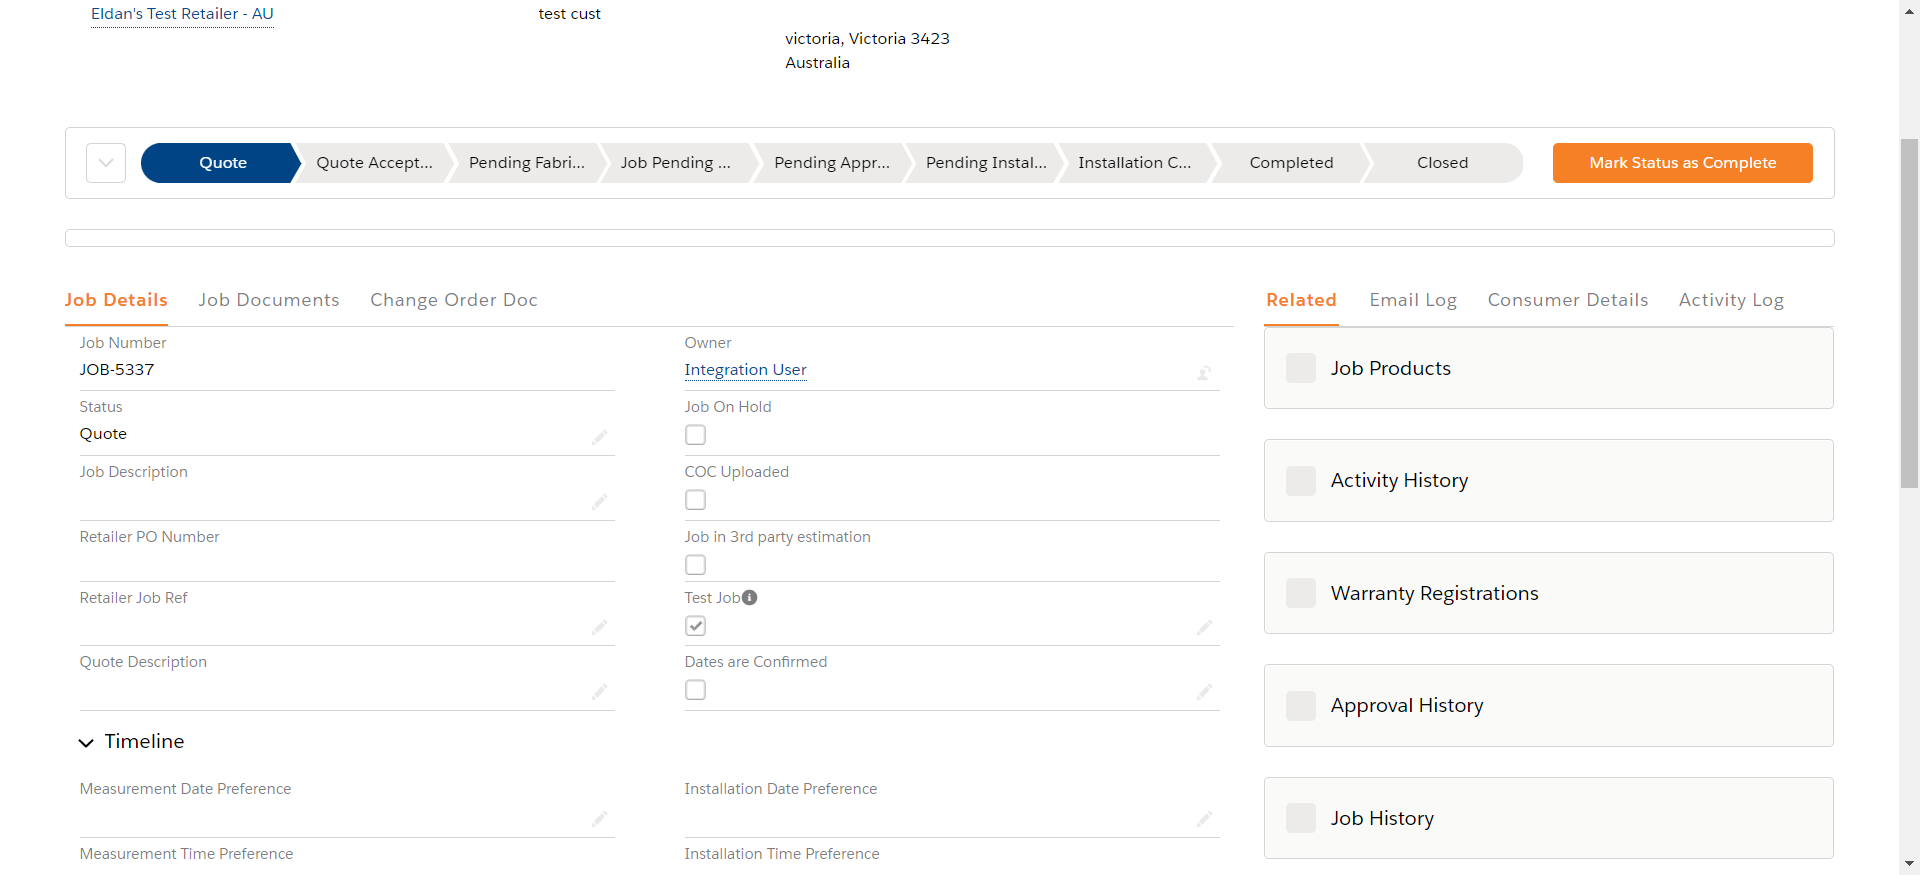 Eldan's Test Retailer - AU
test cust
victoria, Victoria 3423
Australia
Quote
Quote Accept...
Pending Fabri...
Job Pending ...
Pending Appr...
Pending Instal...
Installation C...
Completed
Closed
Mark Status as Complete
Job Details
Job Documents
Change Order Doc
Job Number
JOB-5337
Owner
Integration User
Status
Quote
Job On Hold
Job Description
COC Uploaded
Retailer PO Number
Job in 3rd party estimation
Retailer Job Ref
Test Job
Quote Description
Dates are Confirmed
Timeline
Measurement Date Preference
Installation Date Preference
Measurement Time Preference
Installation Time Preference
Related
Email Log
Consumer Details
Activity Log
Job Products
Activity History
Warranty Registrations
Approval History
Job History